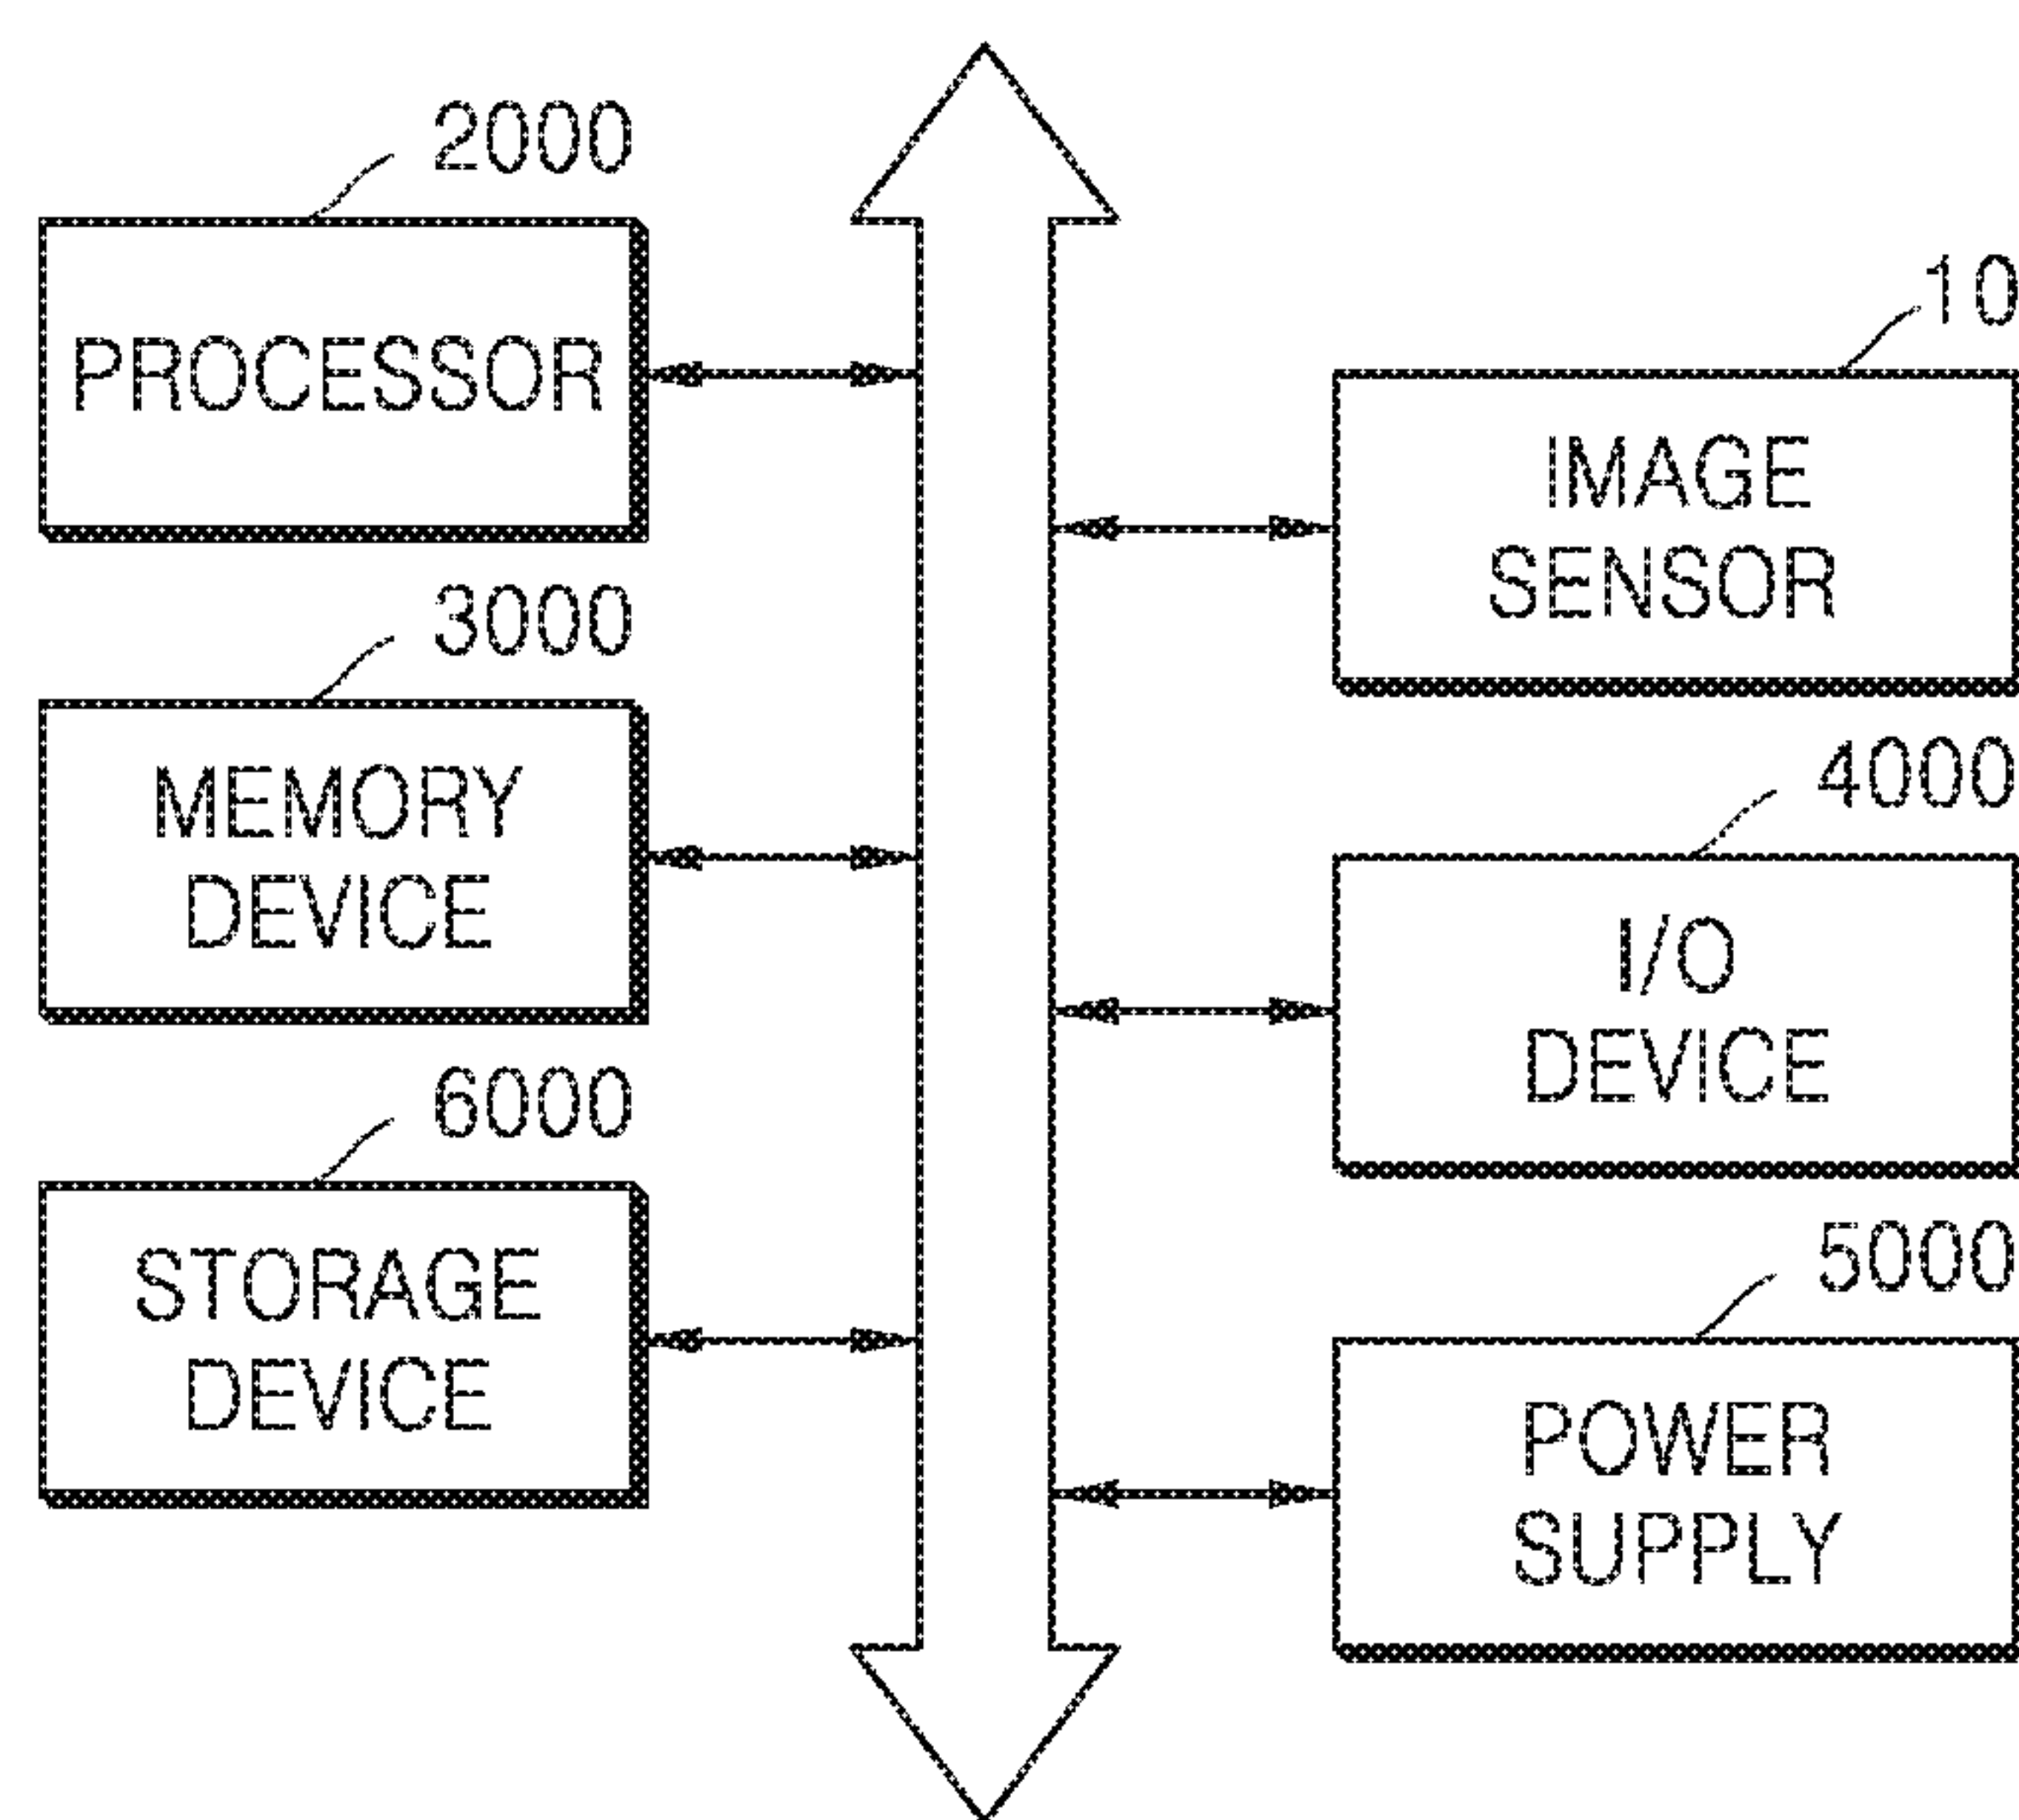 2000
PROCESSOR
3000
MEMORY
DEVICE
6000
STORAGE
DEVICE
10
IMAGE
SENSOR
4000
I/O
DEVICE
5000
POWER
SUPPLY